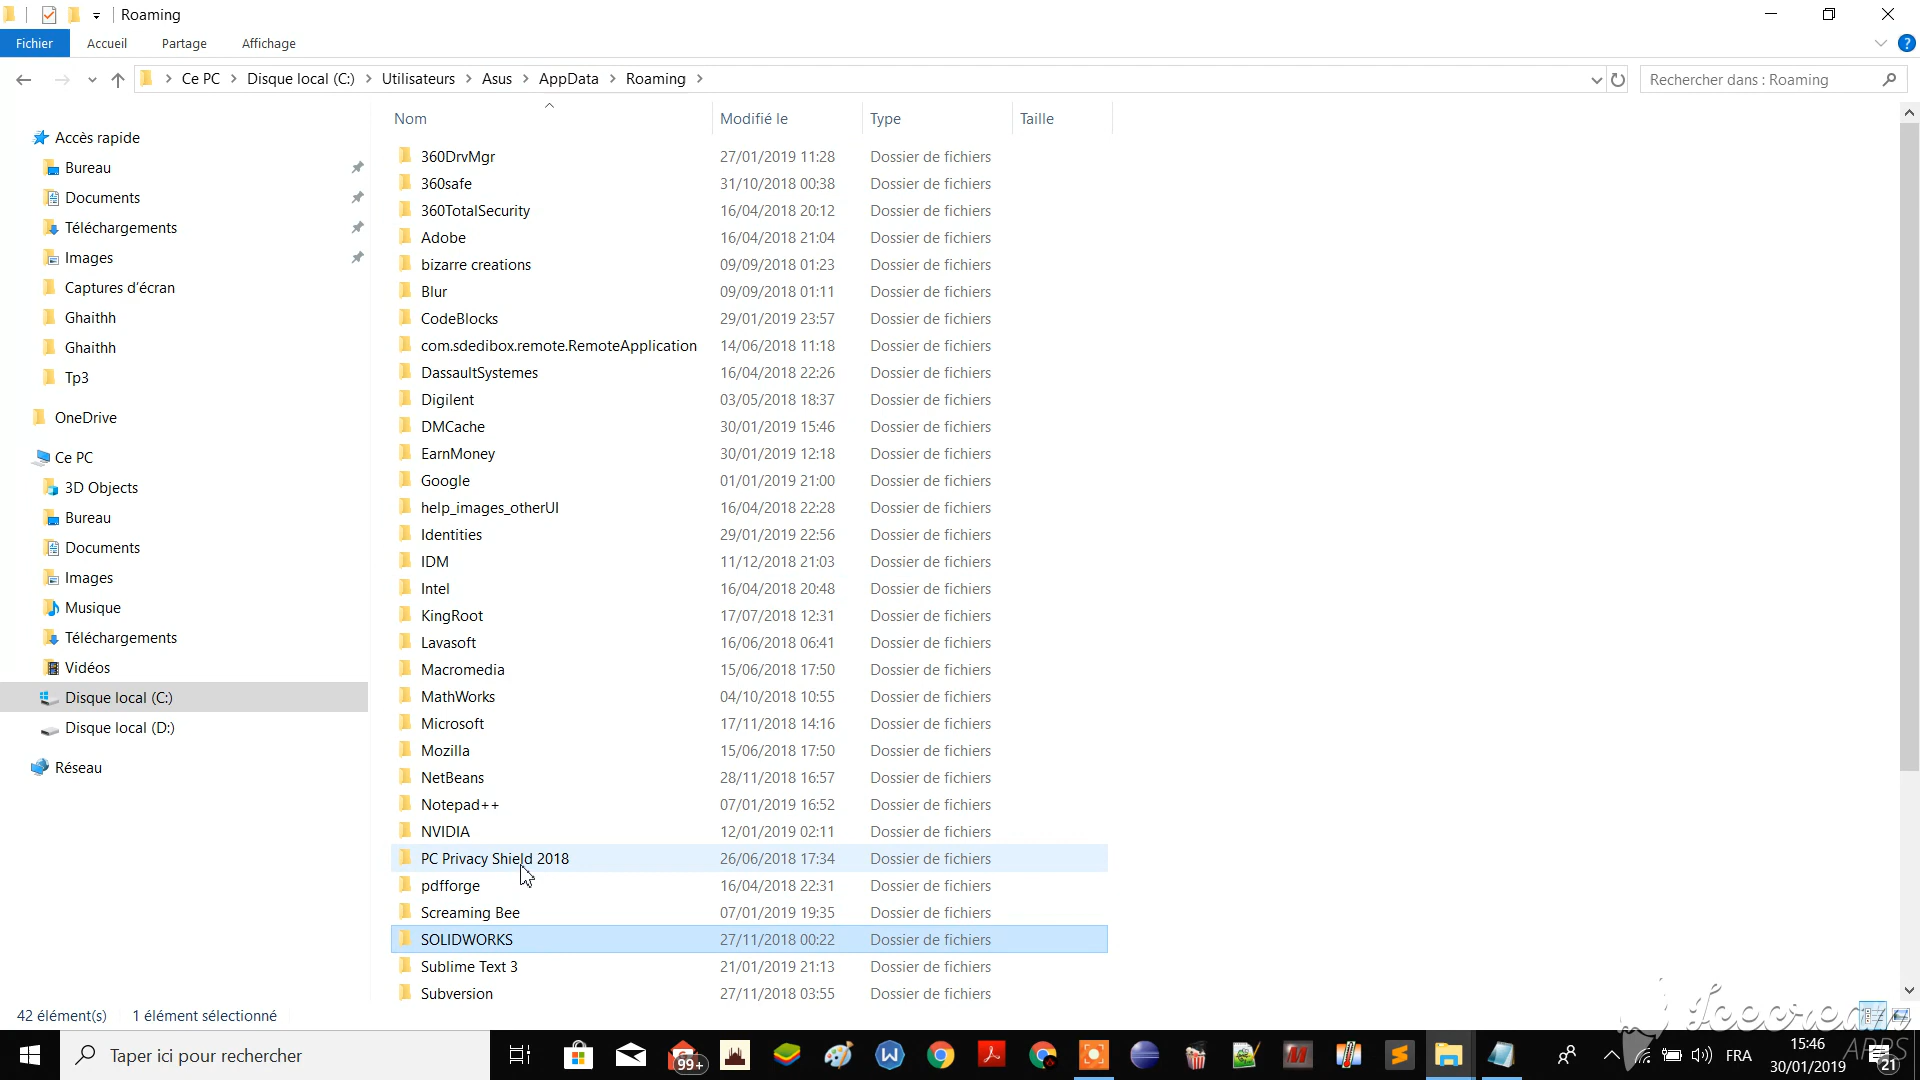 Roaming
Fichier Accueil Partage Affichage
Ce PC Disque local (C:) Utilisateurs Asus AppData Roaming
Rechercher dans : Roaming
Accès rapide
Bureau
Documents
Téléchargements
Images
Captures d'écran
Ghaithh
Ghaithh
Tp3
OneDrive
Ce PC
3D Objects
Bureau
Documents
Images
Musique
Téléchargements
Vidéos
Disque local (C:)
Disque local (D:)
Réseau
Nom Modifié le Type Taille
360DrvMgr 27/01/2019 11:28 Dossier de fichiers
360safe 31/10/2018 00:38 Dossier de fichiers
360TotalSecurity 16/04/2018 20:12 Dossier de fichiers
Adobe 16/04/2018 21:04 Dossier de fichiers
bizarre creations 09/09/2018 01:23 Dossier de fichiers
Blur 09/09/2018 01:11 Dossier de fichiers
CodeBlocks 29/01/2019 23:57 Dossier de fichiers
com.sdedibox.remote.RemoteApplication 14/06/2018 11:18 Dossier de fichiers
DassaultSystemes 16/04/2018 22:26 Dossier de fichiers
Digilent 03/05/2018 18:37 Dossier de fichiers
DMCache 30/01/2019 15:46 Dossier de fichiers
EarnMoney 30/01/2019 12:18 Dossier de fichiers
Google 01/01/2019 21:00 Dossier de fichiers
help_images_otherUI 16/04/2018 22:28 Dossier de fichiers
Identities 29/01/2019 22:56 Dossier de fichiers
IDM 11/12/2018 21:03 Dossier de fichiers
Intel 16/04/2018 20:48 Dossier de fichiers
KingRoot 17/07/2018 12:31 Dossier de fichiers
Lavasoft 16/06/2018 06:41 Dossier de fichiers
Macromedia 15/06/2018 17:50 Dossier de fichiers
MathWorks 04/10/2018 10:55 Dossier de fichiers
Microsoft 17/11/2018 14:16 Dossier de fichiers
Mozilla 15/06/2018 17:50 Dossier de fichiers
NetBeans 28/11/2018 16:57 Dossier de fichiers
Notepad++ 07/01/2019 16:52 Dossier de fichiers
NVIDIA 12/01/2019 02:11 Dossier de fichiers
PC Privacy Shield 2018 26/06/2018 17:34 Dossier de fichiers
pdfforge 16/04/2018 22:31 Dossier de fichiers
Screaming Bee 07/01/2019 19:35 Dossier de fichiers
SOLIDWORKS 27/11/2018 00:22 Dossier de fichiers
Sublime Text 3 21/01/2019 21:13 Dossier de fichiers
Subversion 27/11/2018 03:55 Dossier de fichiers
42 élément(s) 1 élément sélectionné
Icecream
APPS
Taper ici pour rechercher
99+
FRA
15:46
30/01/2019
21